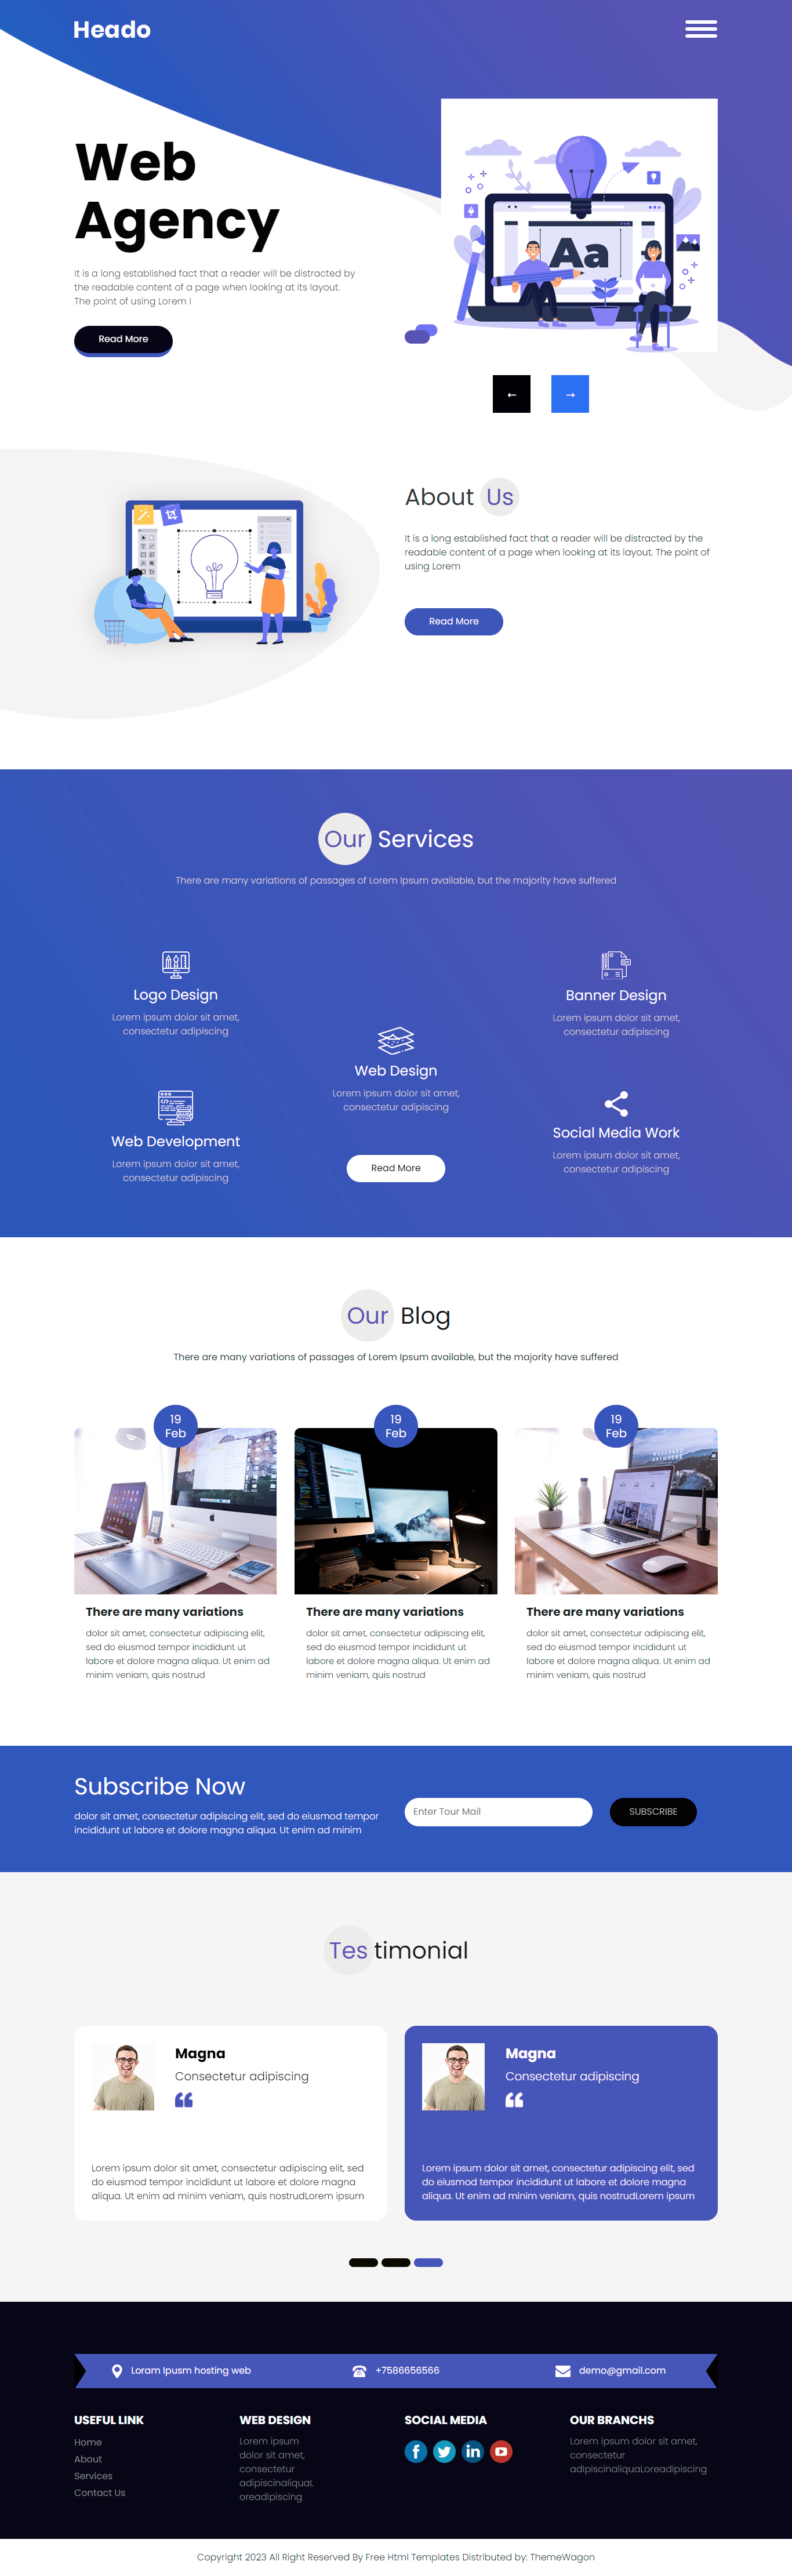 Heado
Web
Agency
It is a long established fact that a reader will be distracted by
the readable content of a page when looking at its layout.
The point of using Lorem I
Read More
Aa
About Us
It is a long established fact that a reader will be distracted by the
readable content of a page when looking at its layout. The point of
using Lorem
Read More
Our Services
There are many variations of passages of Lorem Ipsum available, but the majority have suffered
Logo Design
Lorem ipsum dolor sit amet,
consectetur adipiscing
Web Development
Lorem ipsum dolor sit amet,
consectetur adipiscing
Web Design
Lorem ipsum dolor sit amet,
consectetur adipiscing
Read More
Banner Design
Lorem ipsum dolor sit amet,
consectetur adipiscing
Social Media Work
Lorem ipsum dolor sit amet,
consectetur adipiscing
Our Blog
There are many variations of passages of Lorem Ipsum available, but the majority have suffered
19
Feb
There are many variations
dolor sit amet, consectetur adipiscing elit,
sed do eiusmod tempor incididunt ut
labore et dolore magna aliqua. Ut enim ad
minim veniam, quis nostrud
19
Feb
There are many variations
dolor sit amet, consectetur adipiscing elit,
sed do eiusmod tempor incididunt ut
labore et dolore magna aliqua. Ut enim ad
minim veniam, quis nostrud
19
Feb
There are many variations
dolor sit amet, consectetur adipiscing elit,
sed do eiusmod tempor incididunt ut
labore et dolore magna aliqua. Ut enim ad
minim veniam, quis nostrud
Subscribe Now
dolor sit amet, consectetur adipiscing elit, sed do eiusmod tempor
incididunt ut labore et dolore magna aliqua. Ut enim ad minim
Enter Tour Mail
SUBSCRIBE
Testimonial
Magna
Consectetur adipiscing
Lorem ipsum dolor sit amet, consectetur adipiscing elit, sed
do eiusmod tempor incididunt ut labore et dolore magna
aliqua. Ut enim ad minim veniam, quis nostrudLorem ipsum
Magna
Consectetur adipiscing
Lorem ipsum dolor sit amet, consectetur adipiscing elit, sed
do eiusmod tempor incididunt ut labore et dolore magna
aliqua. Ut enim ad minim veniam, quis nostrudLorem ipsum
Loram Ipusm hosting web
+7586656566
demo@gmail.com
USEFUL LINK
Home
About
Services
Contact Us
WEB DESIGN
Lorem ipsum
dolor sit amet,
consectetur
adipiscinaliquaL
oreadipiscing
SOCIAL MEDIA
OUR BRANCHS
Lorem ipsum dolor sit amet,
consectetur
adipiscinaliquaLoreadipiscing
Copyright 2023 All Right Reserved By Free Html Templates Distributed by: ThemeWagon